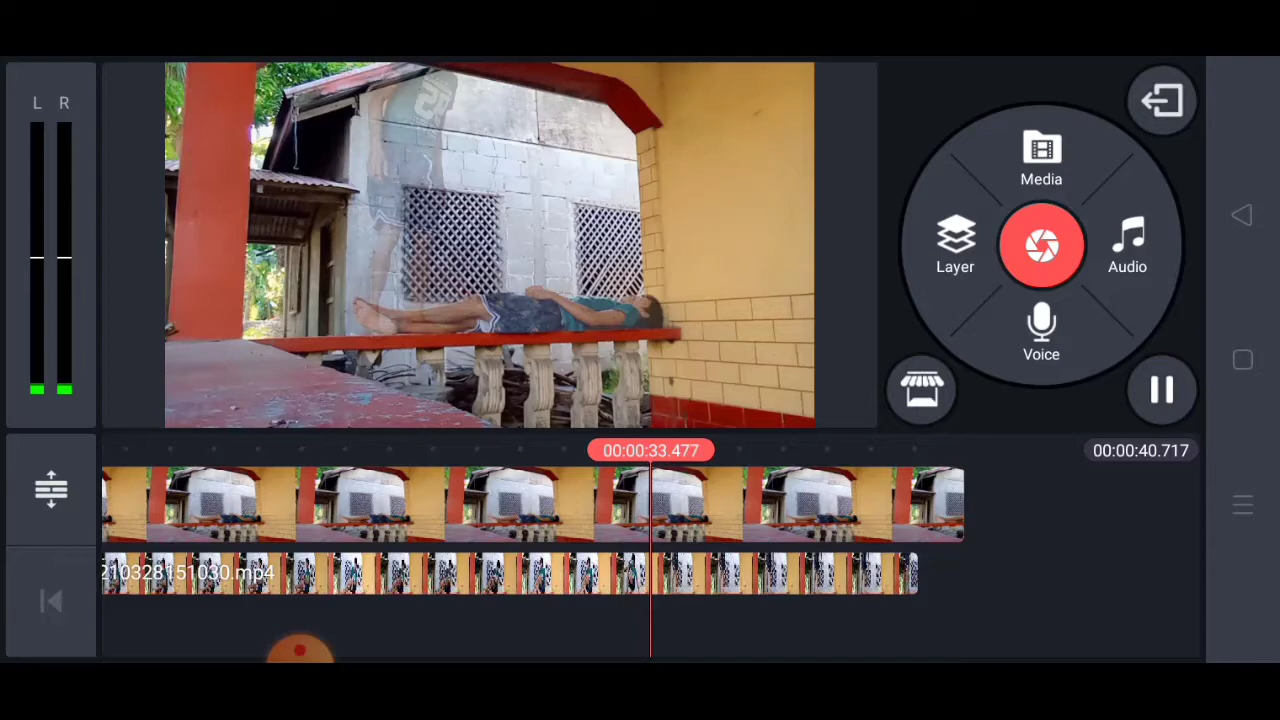 L R
Media
Layer
Audio
Voice
00:00:33.477
00:00:40.717
210328151030.mp4